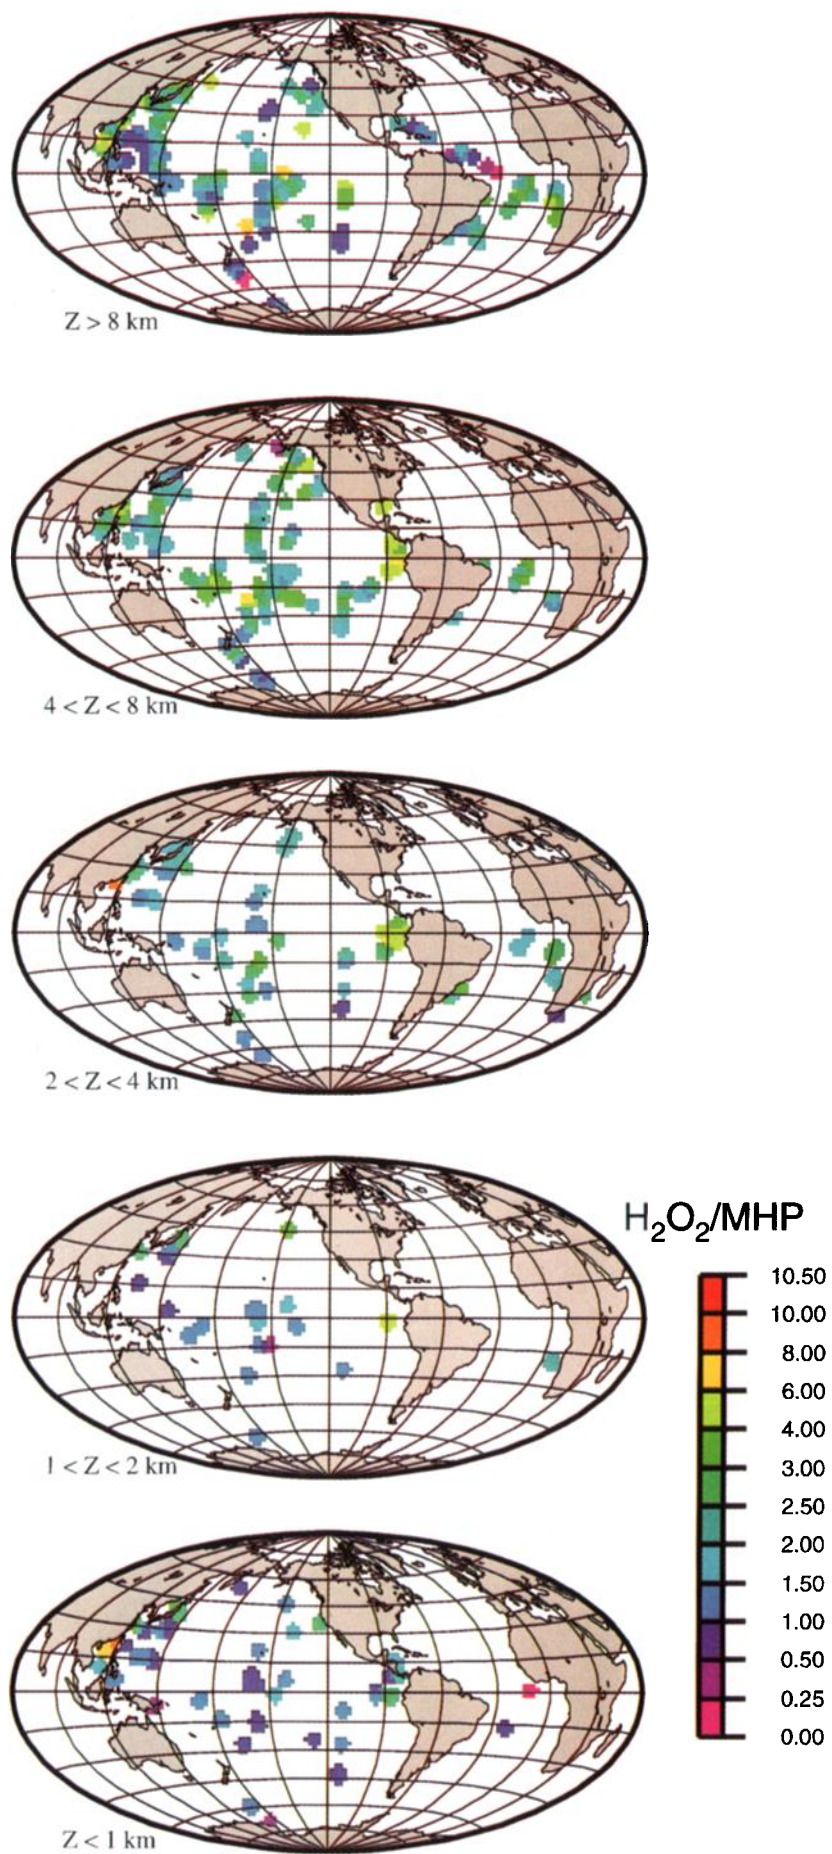 Z > 8 km
4 < Z < 8 km
2 < Z < 4 km
1 < Z < 2 km
H₂O₂/MHP
10.50
10.00
8.00
6.00
4.00
3.00
2.50
2.00
1.50
1.00
0.50
0.25
0.00
Z < 1 km